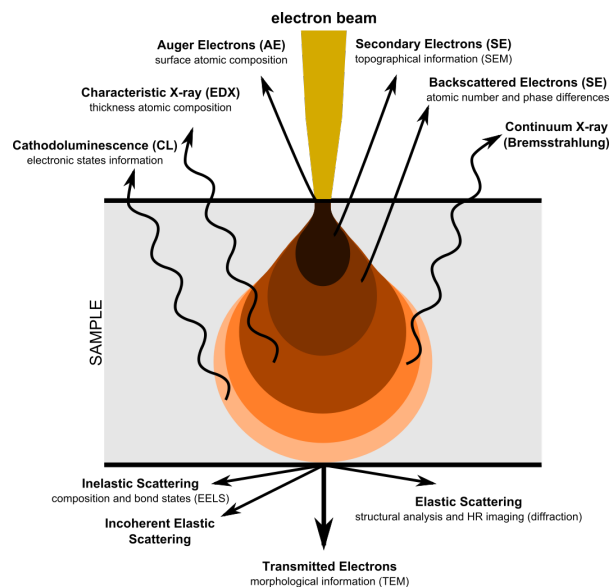 electron beam
Auger Electrons (AE)
surface atomic composition
Secondary Electrons (SE)
topographical information (SEM)
Characteristic X-ray (EDX)
thickness atomic composition
Backscattered Electrons (SE)
atomic number and phase differences
Cathodoluminescence (CL)
electronic states information
Continuum X-ray
(Bremsstrahlung)
SAMPLE
Inelastic Scattering
composition and bond states (EELS)
Incoherent Elastic
Scattering
Elastic Scattering
structural analysis and HR imaging (diffraction)
Transmitted Electrons
morphological information (TEM)